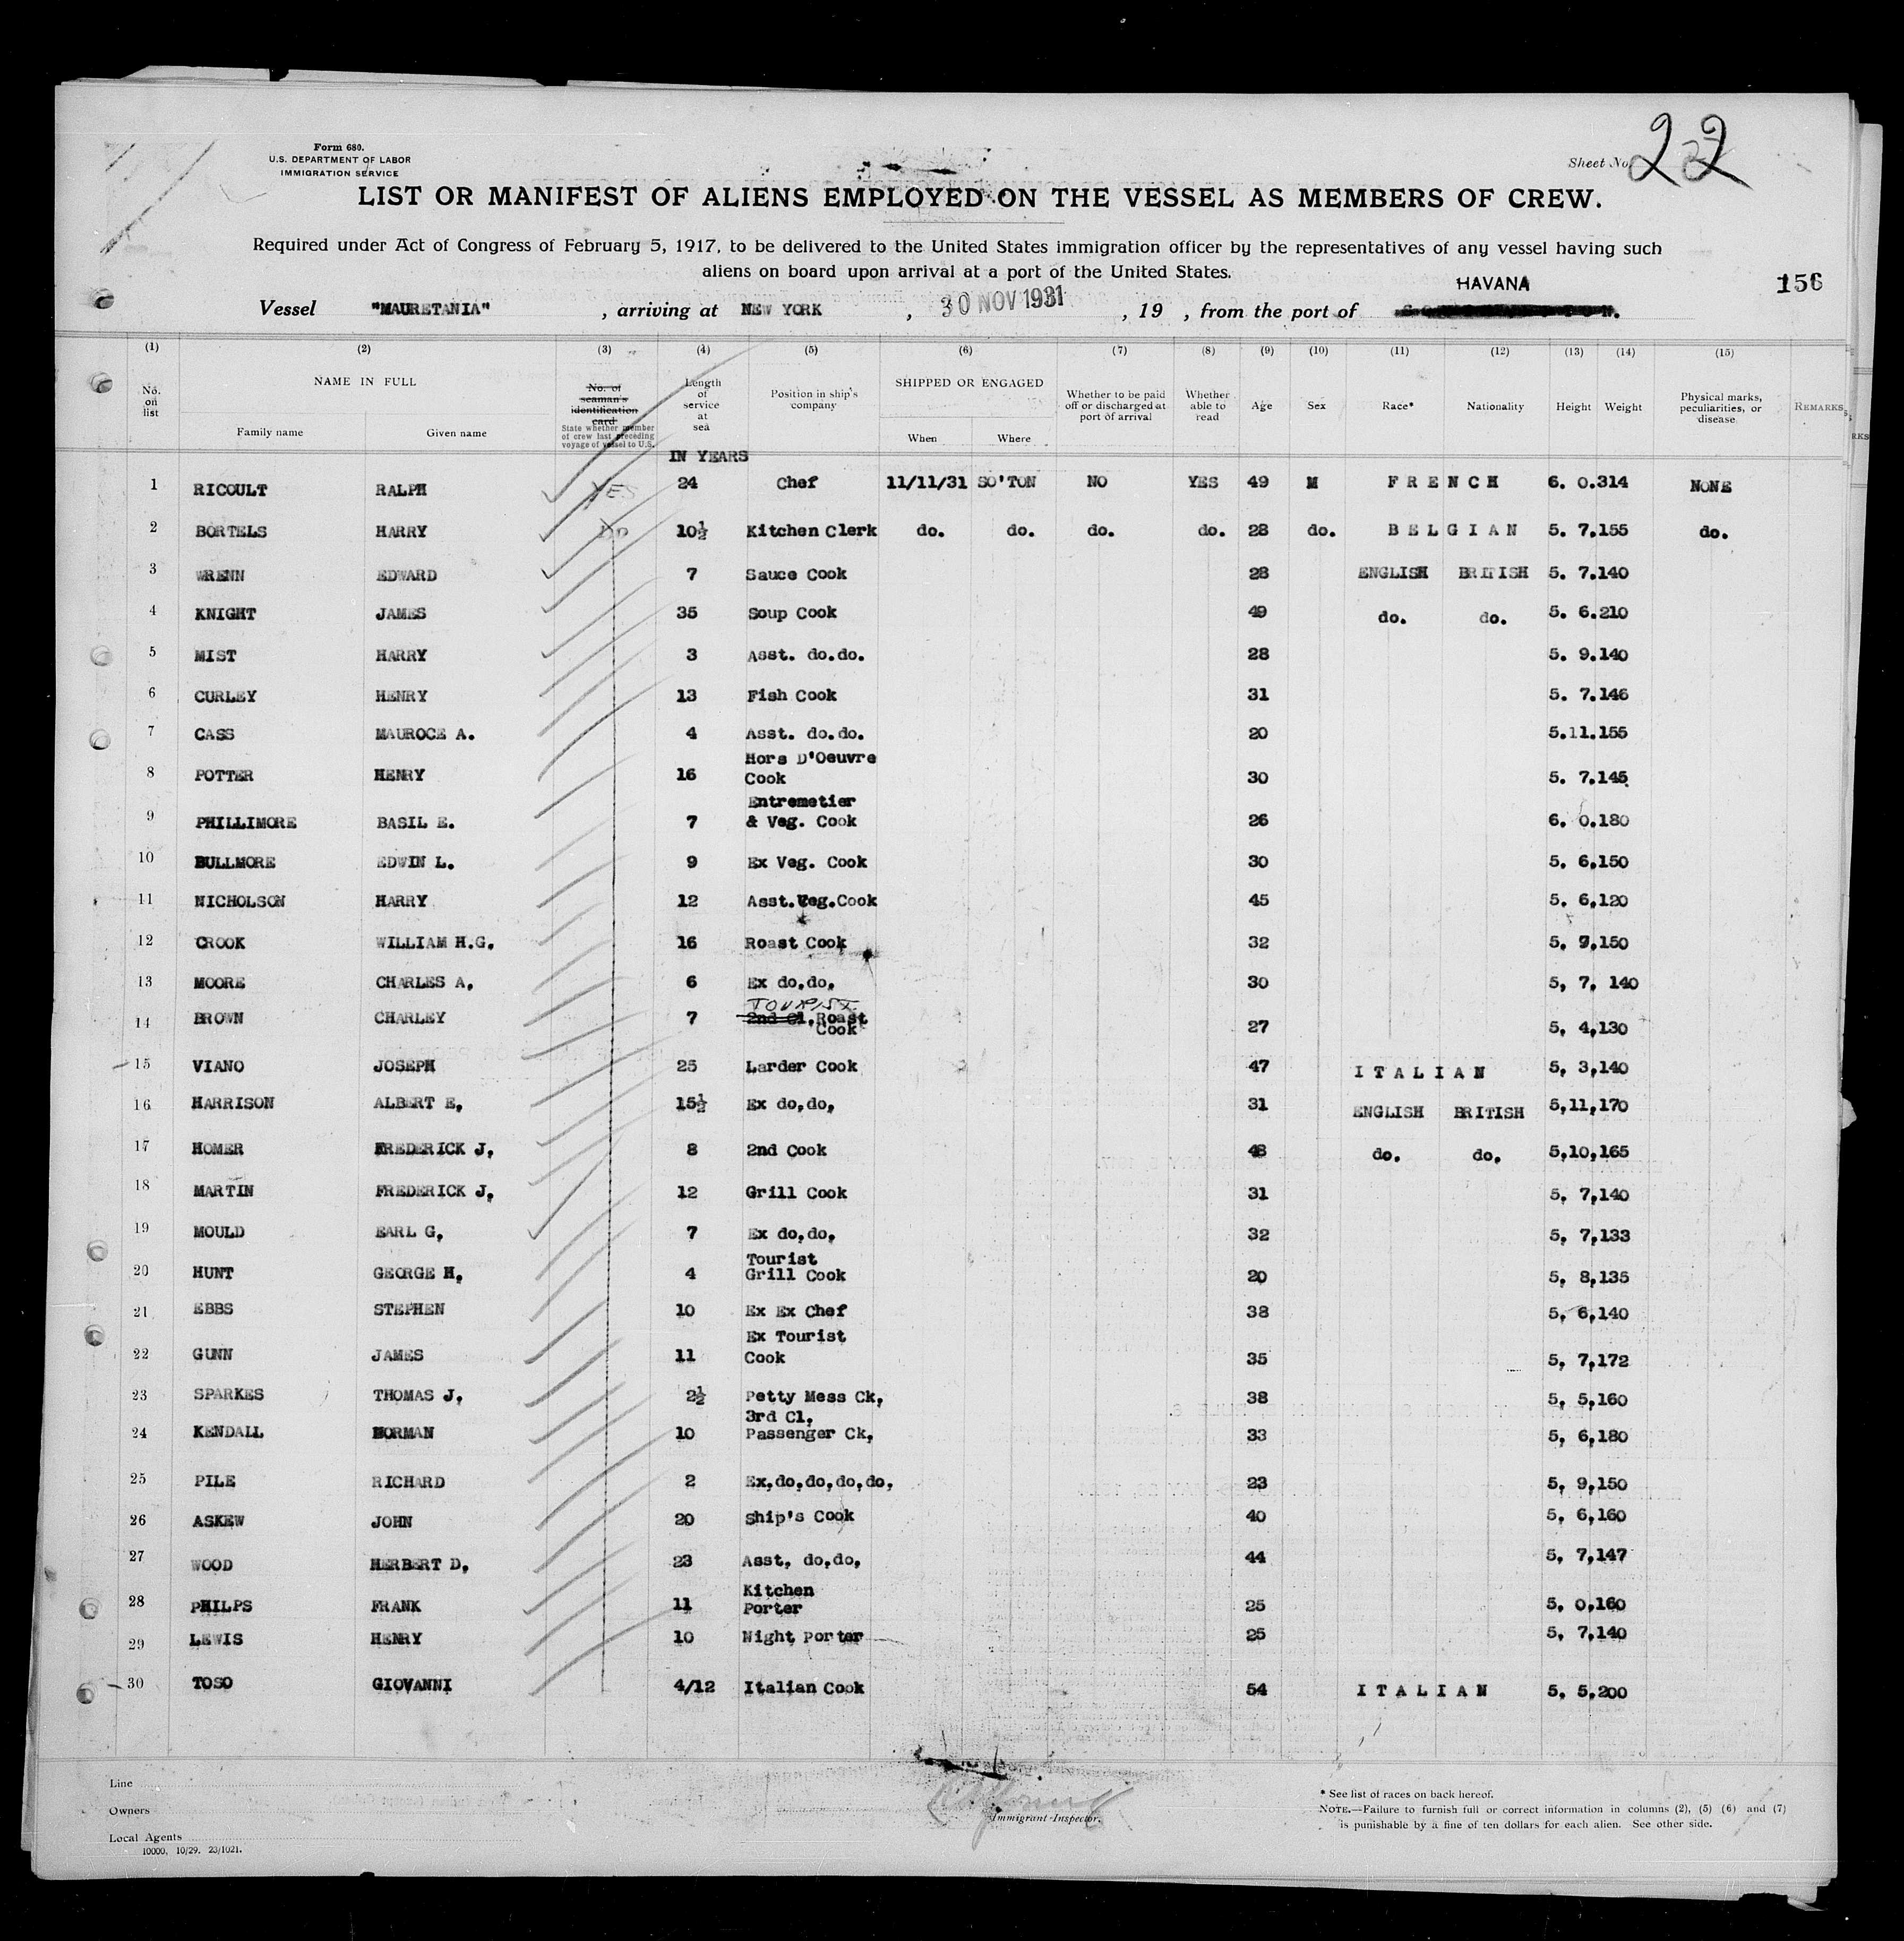 Form 680.
U.S. DEPARTMENT OF LABOR
IMMIGRATION SERVICE
Sheet No. 22
LIST OR MANIFEST OF ALIENS EMPLOYED ON THE VESSEL AS MEMBERS OF CREW.
Required under Act of Congress of February 5, 1917, to be delivered to the United States immigration officer by the representatives of any vessel having such
aliens on board upon arrival at a port of the United States.
HAVANA
156
Vessel "MAURETANIA", arriving at NEW YORK, 30 NOV 1931, 19 , from the port of
(1) (2) (3) (4) (5) (6) (7) (8) (9) (10) (11) (12) (13) (14) (15)
No. on list NAME IN FULL Family name Given name No. of seaman's identification card State whether member of crew last preceding voyage of vessel to U.S. Length of service at sea Position in ship's company SHIPPED OR ENGAGED When Where Whether to be paid off or discharged at port of arrival Whether able to read Age Sex Race* Nationality Height Weight Physical marks, peculiarities, or disease REMARKS
IN YEARS
1 RICOULT RALPH YES 24 Chef 11/11/31 SO'TON NO YES 49 M FRENCH 6. 0.314 NONE
2 BORTELS HARRY Do 10½ Kitchen Clerk do. do. do. do. 28 do. BELGIAN 5. 7.155 do.
3 WRENN EDWARD 7 Sauce Cook 28 ENGLISH BRITISH 5. 7.140
4 KNIGHT JAMES 35 Soup Cook 49 do. do. 5. 6.210
5 MIST HARRY 3 Asst. do.do. 28 5. 9.140
6 CURLEY HENRY 13 Fish Cook 31 5. 7.146
7 CASS MAUROCE A. 4 Asst. do.do. 20 5.11.155
8 POTTER HENRY 16 Hors D'Oeuvre Cook 30 5. 7.145
9 PHILLIMORE BASIL E. 7 Entremetier & Veg. Cook 26 6. 0.180
10 BULLMORE EDWIN L. 9 Ex Veg. Cook 30 5. 6.150
11 NICHOLSON HARRY 12 Asst.Veg.Cook 45 5. 6.120
12 CROOK WILLIAM H.G. 16 Roast Cook 32 5. 9.150
13 MOORE CHARLES A. 6 Ex do.do. 30 5, 7. 140
14 BROWN CHARLEY 7 TOURIST 2nd Cl.Roast Cook 27 5, 4,130
15 VIANO JOSEPH 25 Larder Cook 47 ITALIAN 5, 3,140
16 HARRISON ALBERT E, 15½ Ex do,do, 31 ENGLISH BRITISH 5,11,170
17 HOMER FREDERICK J, 8 2nd Cook 48 do. do, 5,10,165
18 MARTIN FREDERICK J, 12 Grill Cook 31 5, 7,140
19 MOULD EARL G, 7 Ex do,do, 32 5, 7,133
20 HUNT GEORGE H, 4 Tourist Grill Cook 20 5, 8,135
21 EBBS STEPHEN 10 Ex Ex Chef 38 5, 6,140
22 GUNN JAMES 11 Ex Tourist Cook 35 5, 7,172
23 SPARKES THOMAS J, 2½ Petty Mess Ck, 38 5, 5,160
24 KENDALL NORMAN 10 3rd Cl, Passenger Ck, 33 5, 6,180
25 PILE RICHARD 2 Ex,do,do,do,do, 23 5, 9,150
26 ASKEW JOHN 20 Ship's Cook 40 5, 6,160
27 WOOD HERBERT D, 23 Asst, do,do, 44 5, 7,147
28 PHILPS FRANK 11 Kitchen Porter 25 5, 0,160
29 LEWIS HENRY 10 Night Porter 25 5, 7,140
30 TOSO GIOVANNI 4/12 Italian Cook 54 ITALIAN 5, 5,200
Line
Owners
Local Agents
10000, 10/29. 23/1021.
Immigrant Inspector.
* See list of races on back hereof.
NOTE.—Failure to furnish full or correct information in columns (2), (5) (6) and (7)
is punishable by a fine of ten dollars for each alien. See other side.